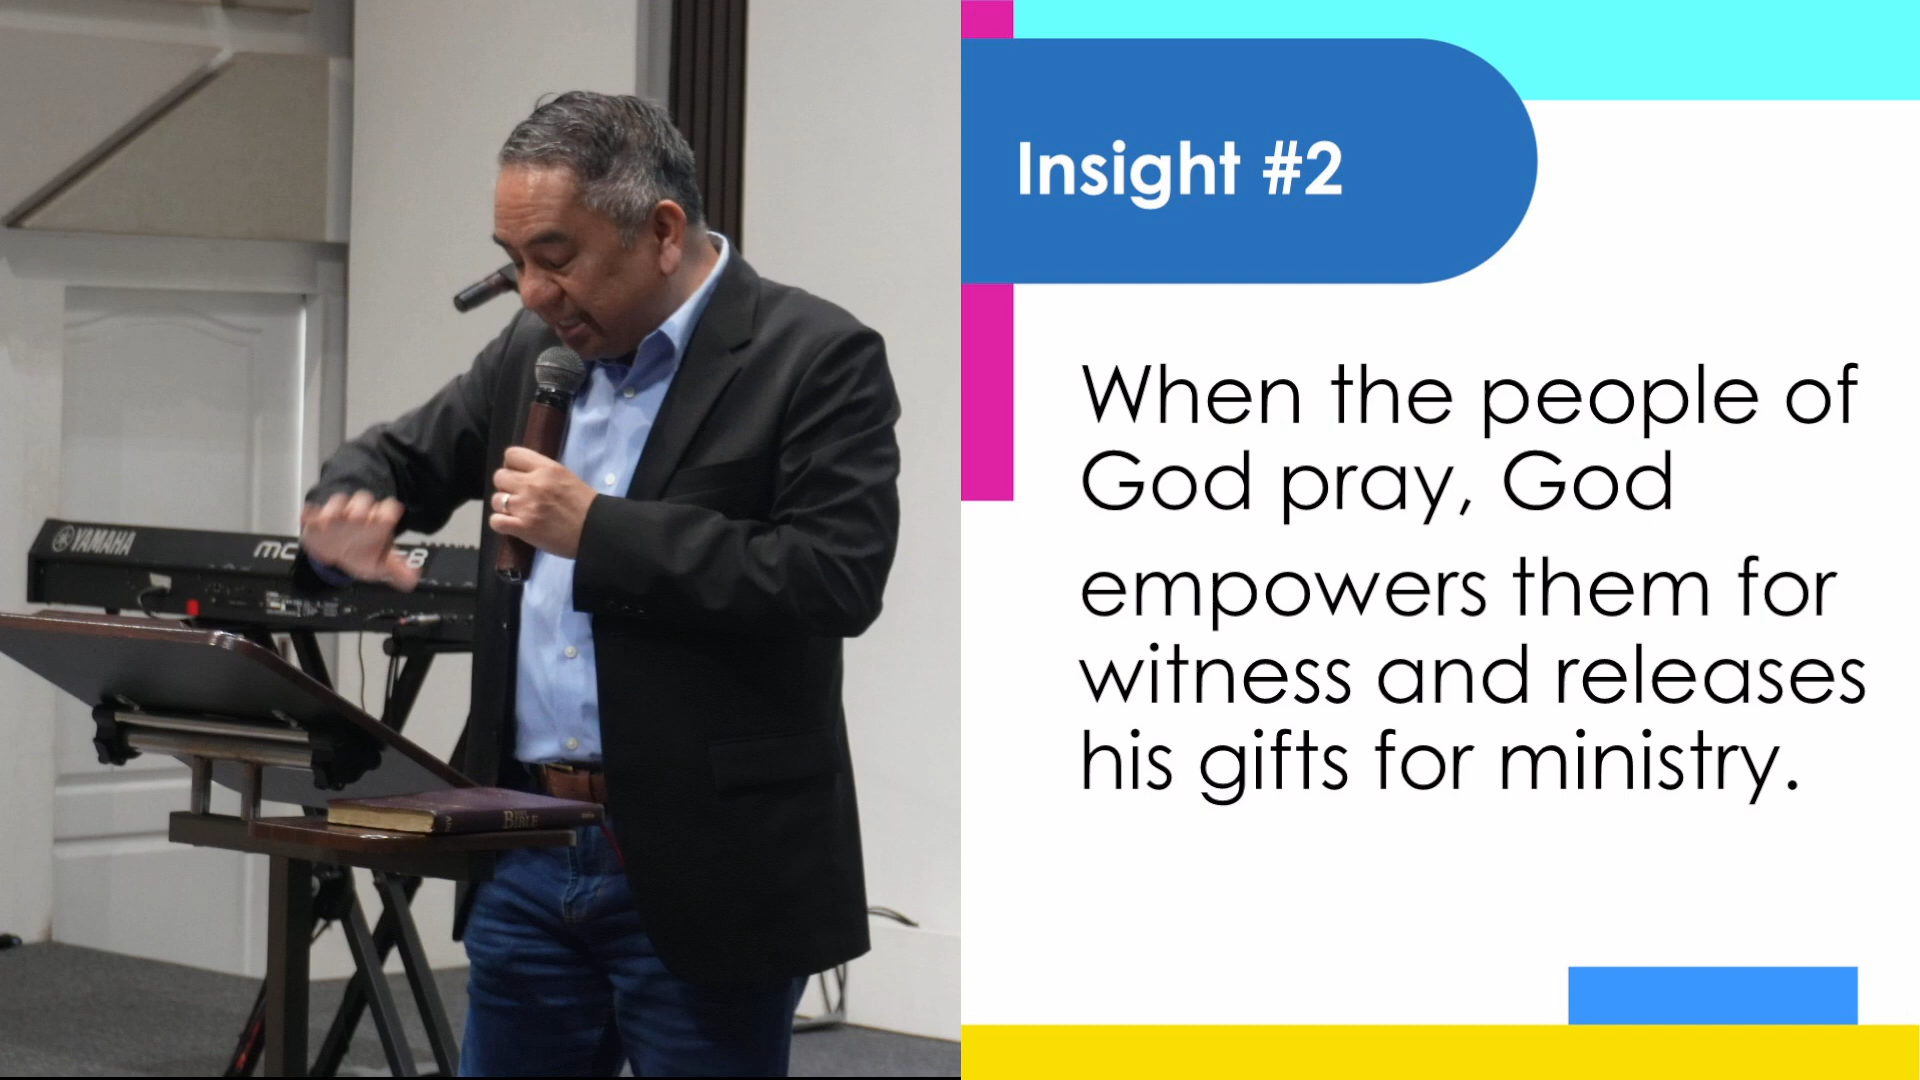 YAMAHA
BIBLE
Insight #2
When the people of
God pray, God
empowers them for
witness and releases
his gifts for ministry.